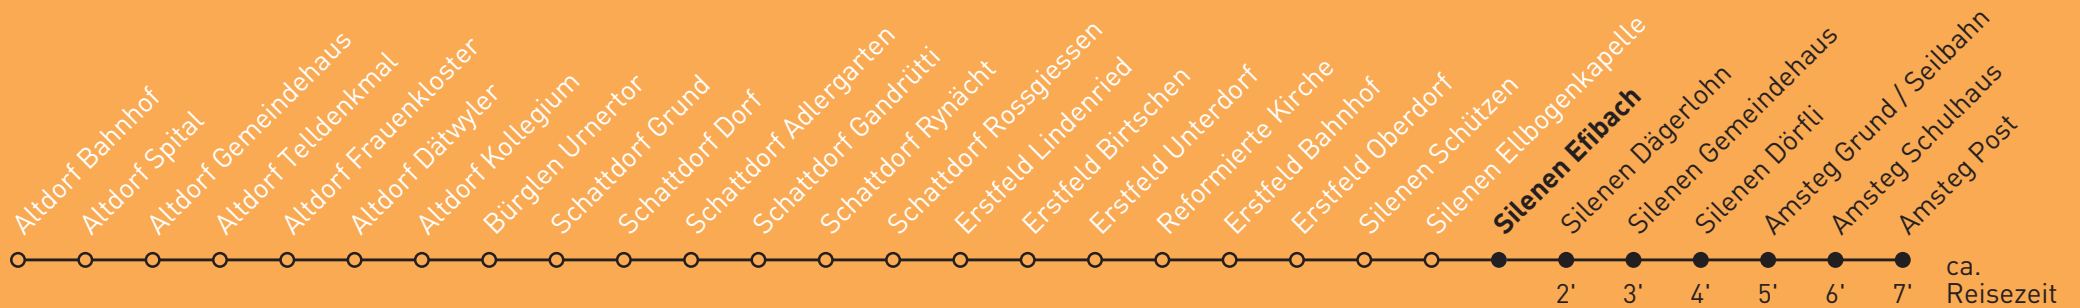 Altdorf Bahnhof
Altdorf Spital
Altdorf Gemeindehaus
Altdorf Telldenkmal
Altdorf Frauenkloster
Altdorf Dätwyler
Altdorf Kollegium
Bürglen Urnertor
Schattdorf Grund
Schattdorf Dorf
Schattdorf Adlergarten
Schattdorf Gandrütti
Schattdorf Rynächt
Schattdorf Rossgiessen
Erstfeld Lindenried
Erstfeld Birtschen
Erstfeld Unterdorf
Reformierte Kirche
Erstfeld Bahnhof
Erstfeld Oberdorf
Silenen Schützen
Silenen Ellbogenkapelle
Silenen Efibach
Silenen Dägerlohn
Silenen Gemeindehaus
Silenen Dörfli
Amsteg Grund / Seilbahn
Amsteg Schulhaus
Amsteg Post
2' 3' 4' 5' 6' 7'
ca.
Reisezeit